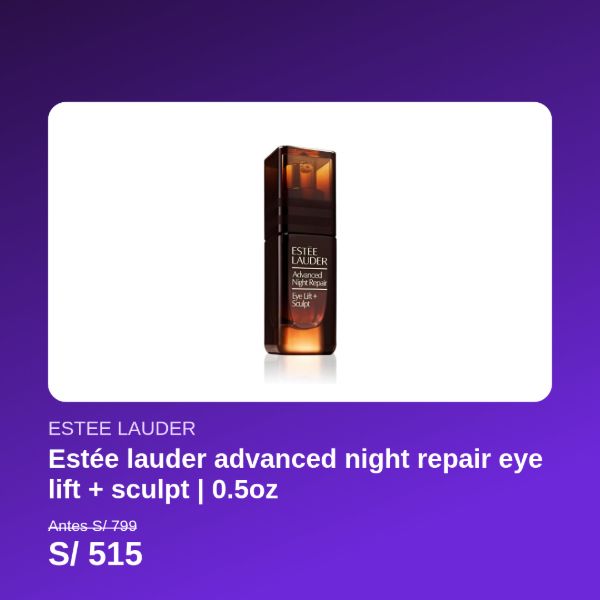 ESTĒE
LAUDER
Advanced
Night Repair
Eye Lift +
Sculpt
ESTEE LAUDER
Estée lauder advanced night repair eye
lift + sculpt | 0.5oz
Antes S/ 799
S/ 515